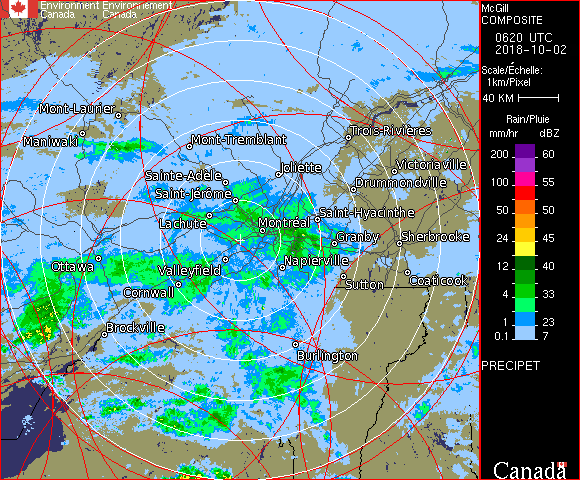 Environment Environnement
Canada Canada
McGill
COMPOSITE
0620 UTC
2018-10-02
Scale/Échelle:
1km/Pixel
40 KM
Rain/Pluie
mm/hr dBZ
200 60
150 57
100 55
50 50
24 45
12 40
4 33
1 23
0.1 7
PRECIPET
Canada
Mont-Laurier
Maniwaki
Mont-Tremblant
Trois-Rivières
Joliette
Victoriaville
Sainte-Adèle
Drummondville
Saint-Jérôme
Saint-Hyacinthe
Lachute
Montréal
Granby
Sherbrooke
Ottawa
Valleyfield
Napierville
Sutton
Coaticook
Cornwall
Brockville
Burlington